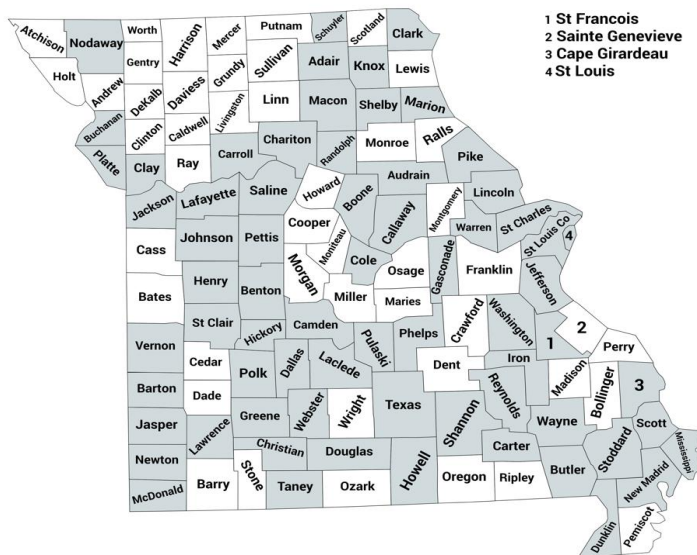 1 St Francois
2 Sainte Genevieve
3 Cape Girardeau
4 St Louis
Atchison
Nodaway
Worth
Harrison
Mercer
Putnam
Schuyler
Scotland
Clark
Holt
Andrew
Gentry
DeKalb
Daviess
Grundy
Sullivan
Adair
Knox
Lewis
Buchanan
Clinton
Caldwell
Livingston
Linn
Macon
Shelby
Marion
Platte
Clay
Ray
Carroll
Chariton
Randolph
Monroe
Ralls
Pike
Jackson
Lafayette
Saline
Howard
Boone
Audrain
Callaway
Montgomery
Lincoln
Warren
St Charles
St Louis Co
4
Cass
Johnson
Pettis
Cooper
Moniteau
Cole
Osage
Gasconade
Franklin
Jefferson
Bates
Henry
Benton
Morgan
Miller
Maries
Crawford
Washington
1
2
Perry
Vernon
St Clair
Hickory
Camden
Pulaski
Phelps
Dent
Iron
Madison
Bollinger
3
Barton
Cedar
Polk
Dallas
Laclede
Dade
Texas
Reynolds
Jasper
Greene
Webster
Wright
Shannon
Wayne
Scott
Mississippi
Newton
Lawrence
Christian
Douglas
Howell
Carter
Butler
Stoddard
New Madrid
McDonald
Barry
Stone
Taney
Ozark
Oregon
Ripley
Dunklin
Pemiscot